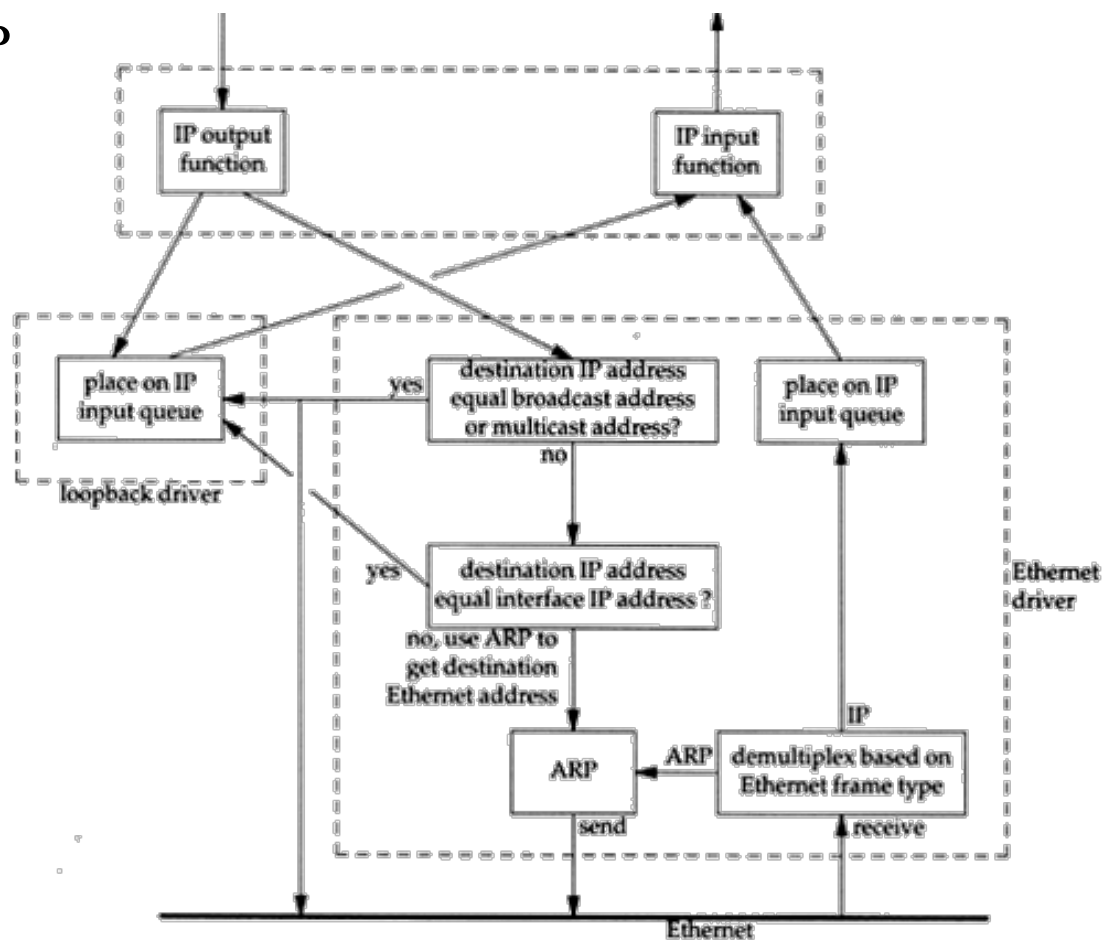 IP output
function
IP input
function
place on IP
input queue
loopback driver
yes
destination IP address
equal broadcast address
or multicast address?
no
place on IP
input queue
yes
destination IP address
equal interface IP address ?
no, use ARP to
get destination
Ethernet address
Ethernet
driver
ARP
send
ARP
IP
demultiplex based on
Ethernet frame type
receive
Ethernet